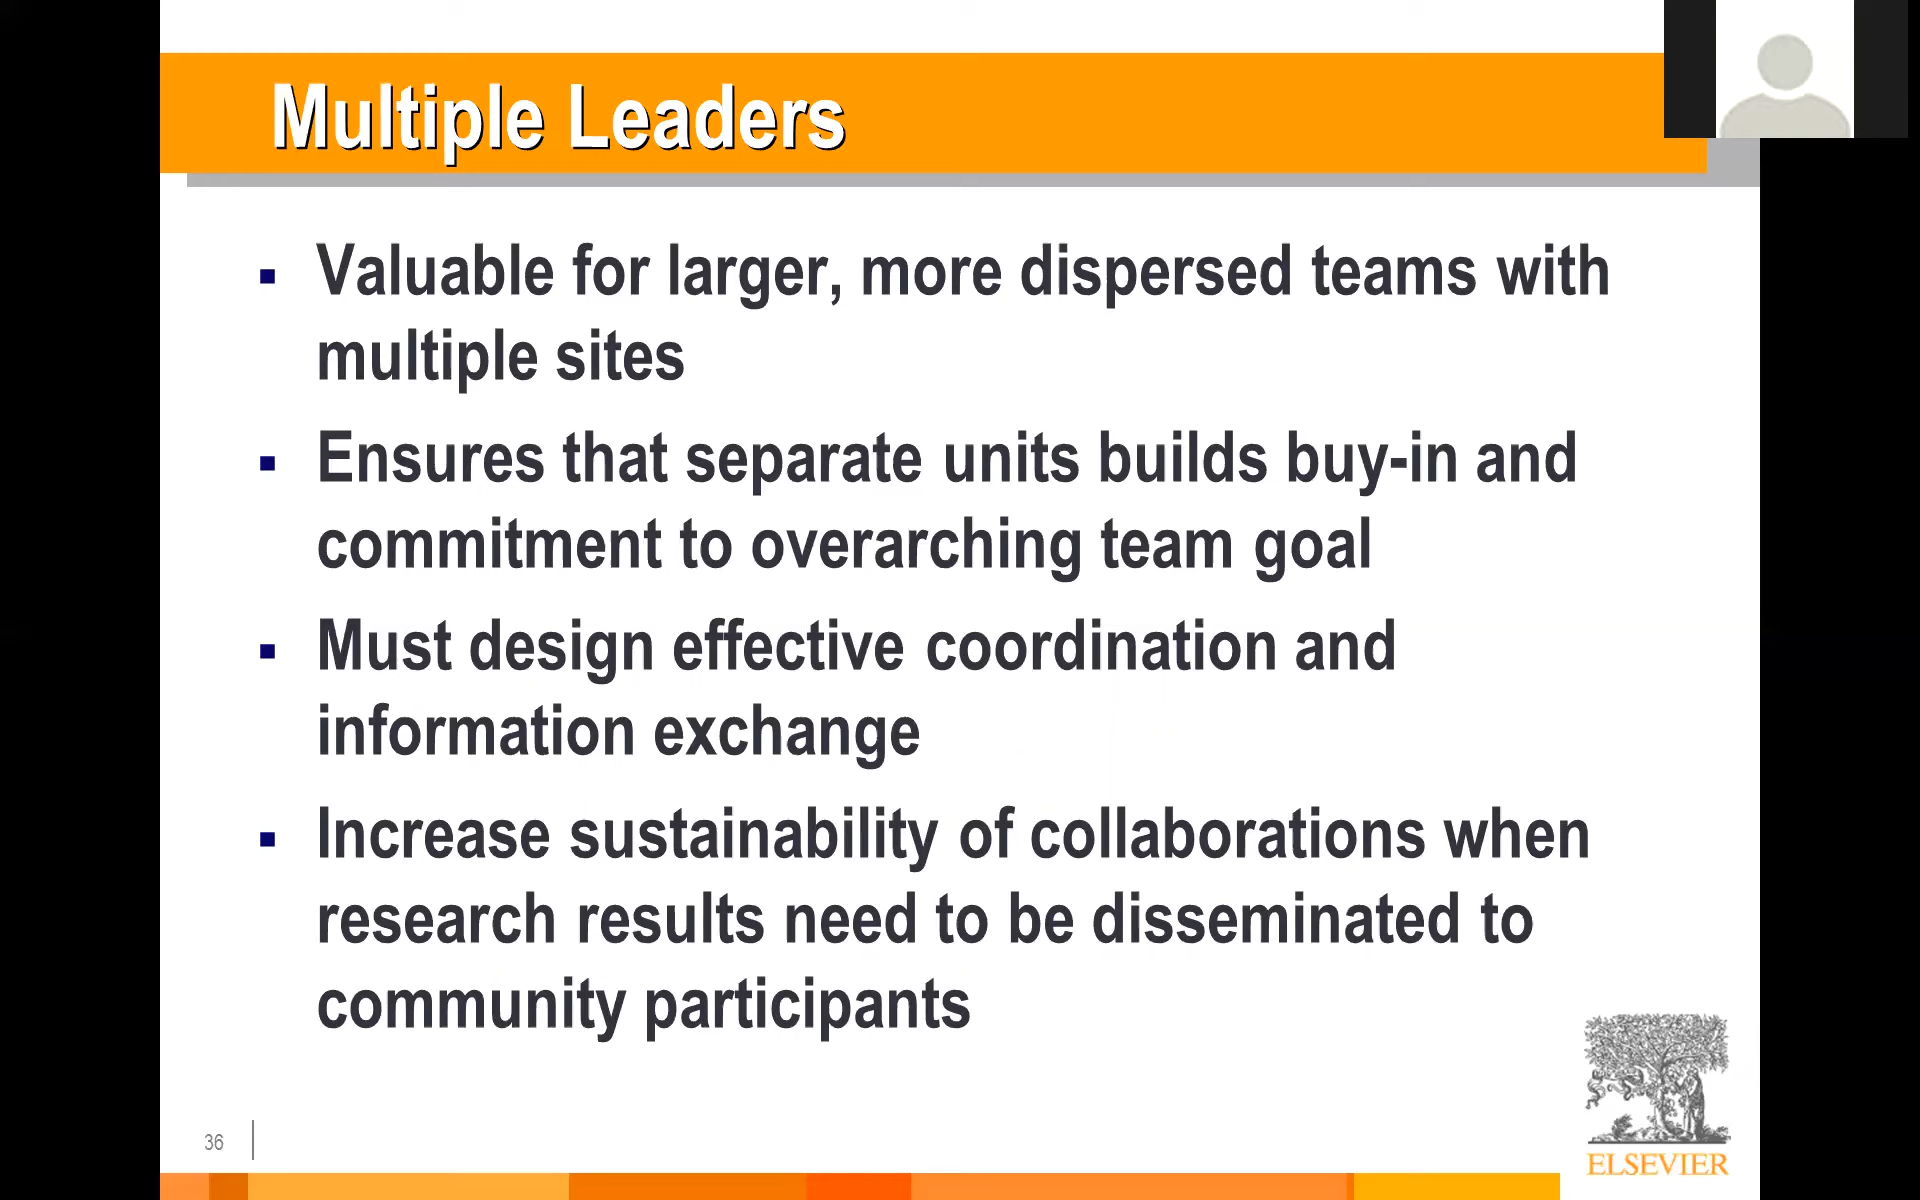 Multiple Leaders
▪ Valuable for larger, more dispersed teams with
multiple sites
▪ Ensures that separate units builds buy-in and
commitment to overarching team goal
▪ Must design effective coordination and
information exchange
▪ Increase sustainability of collaborations when
research results need to be disseminated to
community participants
36
ELSEVIER